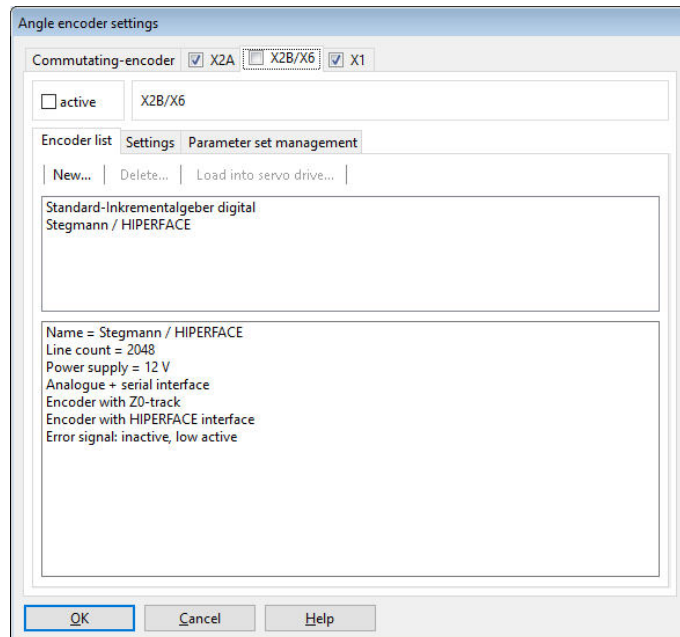 Angle encoder settings
Commutating-encoder X2A X2B/X6 X1
active X2B/X6
Encoder list Settings Parameter set management
New... Delete... Load into servo drive...
Standard-Inkrementalgeber digital
Stegmann / HIPERFACE
Name = Stegmann / HIPERFACE
Line count = 2048
Power supply = 12 V
Analogue + serial interface
Encoder with Z0-track
Encoder with HIPERFACE interface
Error signal: inactive, low active
OK Cancel Help